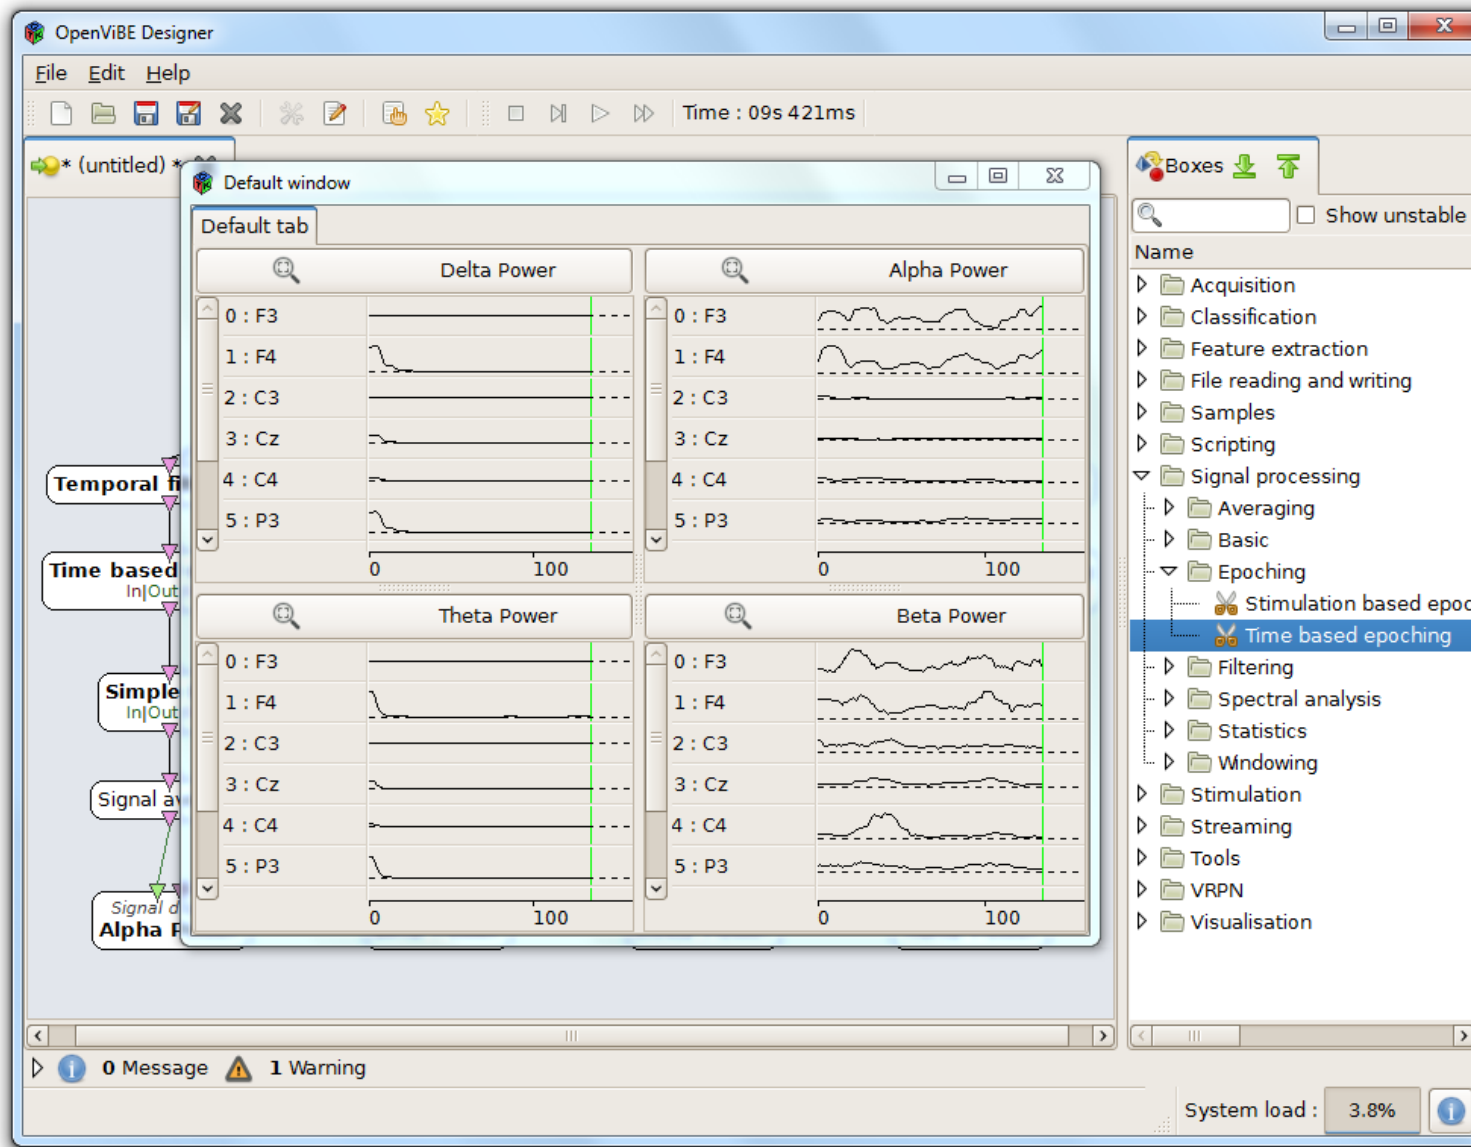 OpenViBE Designer
File Edit Help
Time : 09s 421ms
* (untitled) *
Default window
Default tab
Delta Power
0 : F3
1 : F4
2 : C3
3 : Cz
4 : C4
5 : P3
0 100
Alpha Power
0 : F3
1 : F4
2 : C3
3 : Cz
4 : C4
5 : P3
0 100
Theta Power
0 : F3
1 : F4
2 : C3
3 : Cz
4 : C4
5 : P3
0 100
Beta Power
0 : F3
1 : F4
2 : C3
3 : Cz
4 : C4
5 : P3
0 100
Temporal fi
Time based
In|Out
Simple
In|Out
Signal av
Signal d
Alpha P
Boxes
Show unstable
Name
Acquisition
Classification
Feature extraction
File reading and writing
Samples
Scripting
Signal processing
Averaging
Basic
Epoching
Stimulation based epoc
Time based epoching
Filtering
Spectral analysis
Statistics
Windowing
Stimulation
Streaming
Tools
VRPN
Visualisation
0 Message 1 Warning
System load : 3.8%